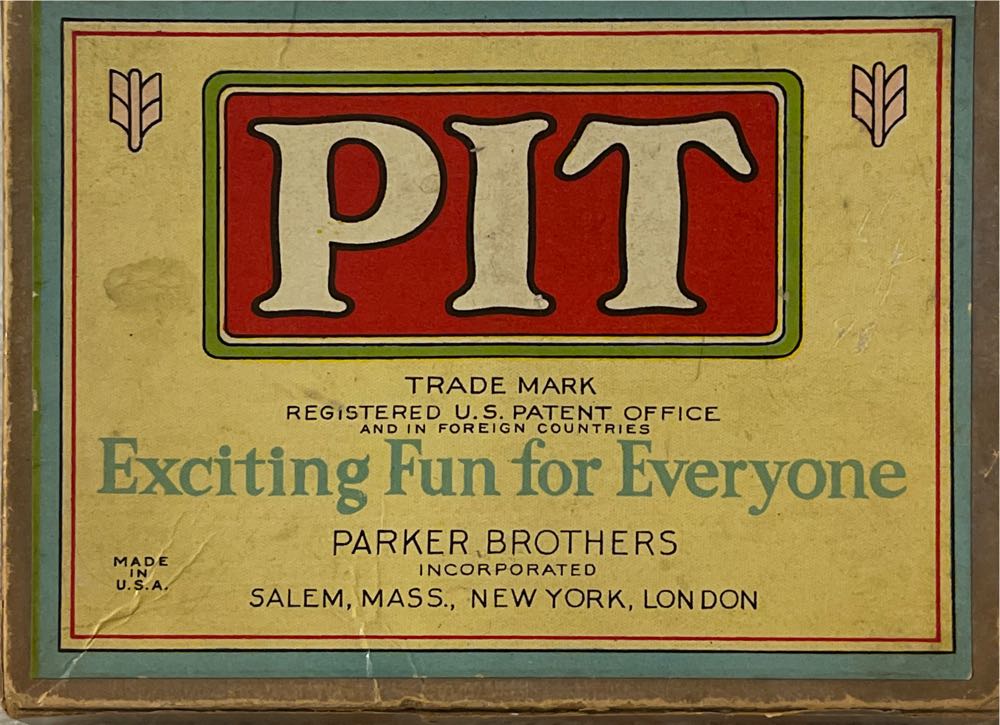 PIT
TRADE MARK
REGISTERED U.S. PATENT OFFICE
AND IN FOREIGN COUNTRIES
Exciting Fun for Everyone
PARKER BROTHERS
INCORPORATED
SALEM, MASS., NEW YORK, LONDON
MADE
IN
U.S.A.